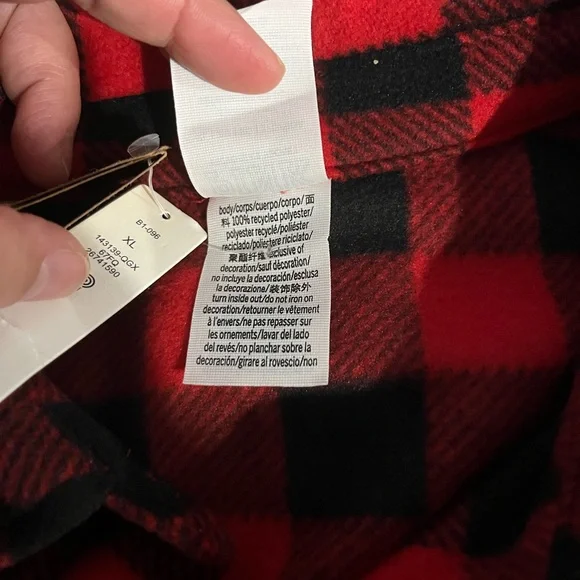 body/corps/cuerpo/corpo/ 面
料 100% recycled polyester/
polyester recyclé/poliéster
reciclado/poliestere riciclato/
聚酯纤维 exclusive of
decoration/sauf décoration/
no incluye la decoración/esclusa
la decorazione/装饰除外
turn inside out/do not iron on
decoration/retourner le vêtement
à l'envers/ne pas repasser sur
les ornements/lavar del lado
del revés/no planchar sobre la
decoración/girare al rovescio/non
B1-096
XL
143139-QGX
67FQ
26741590